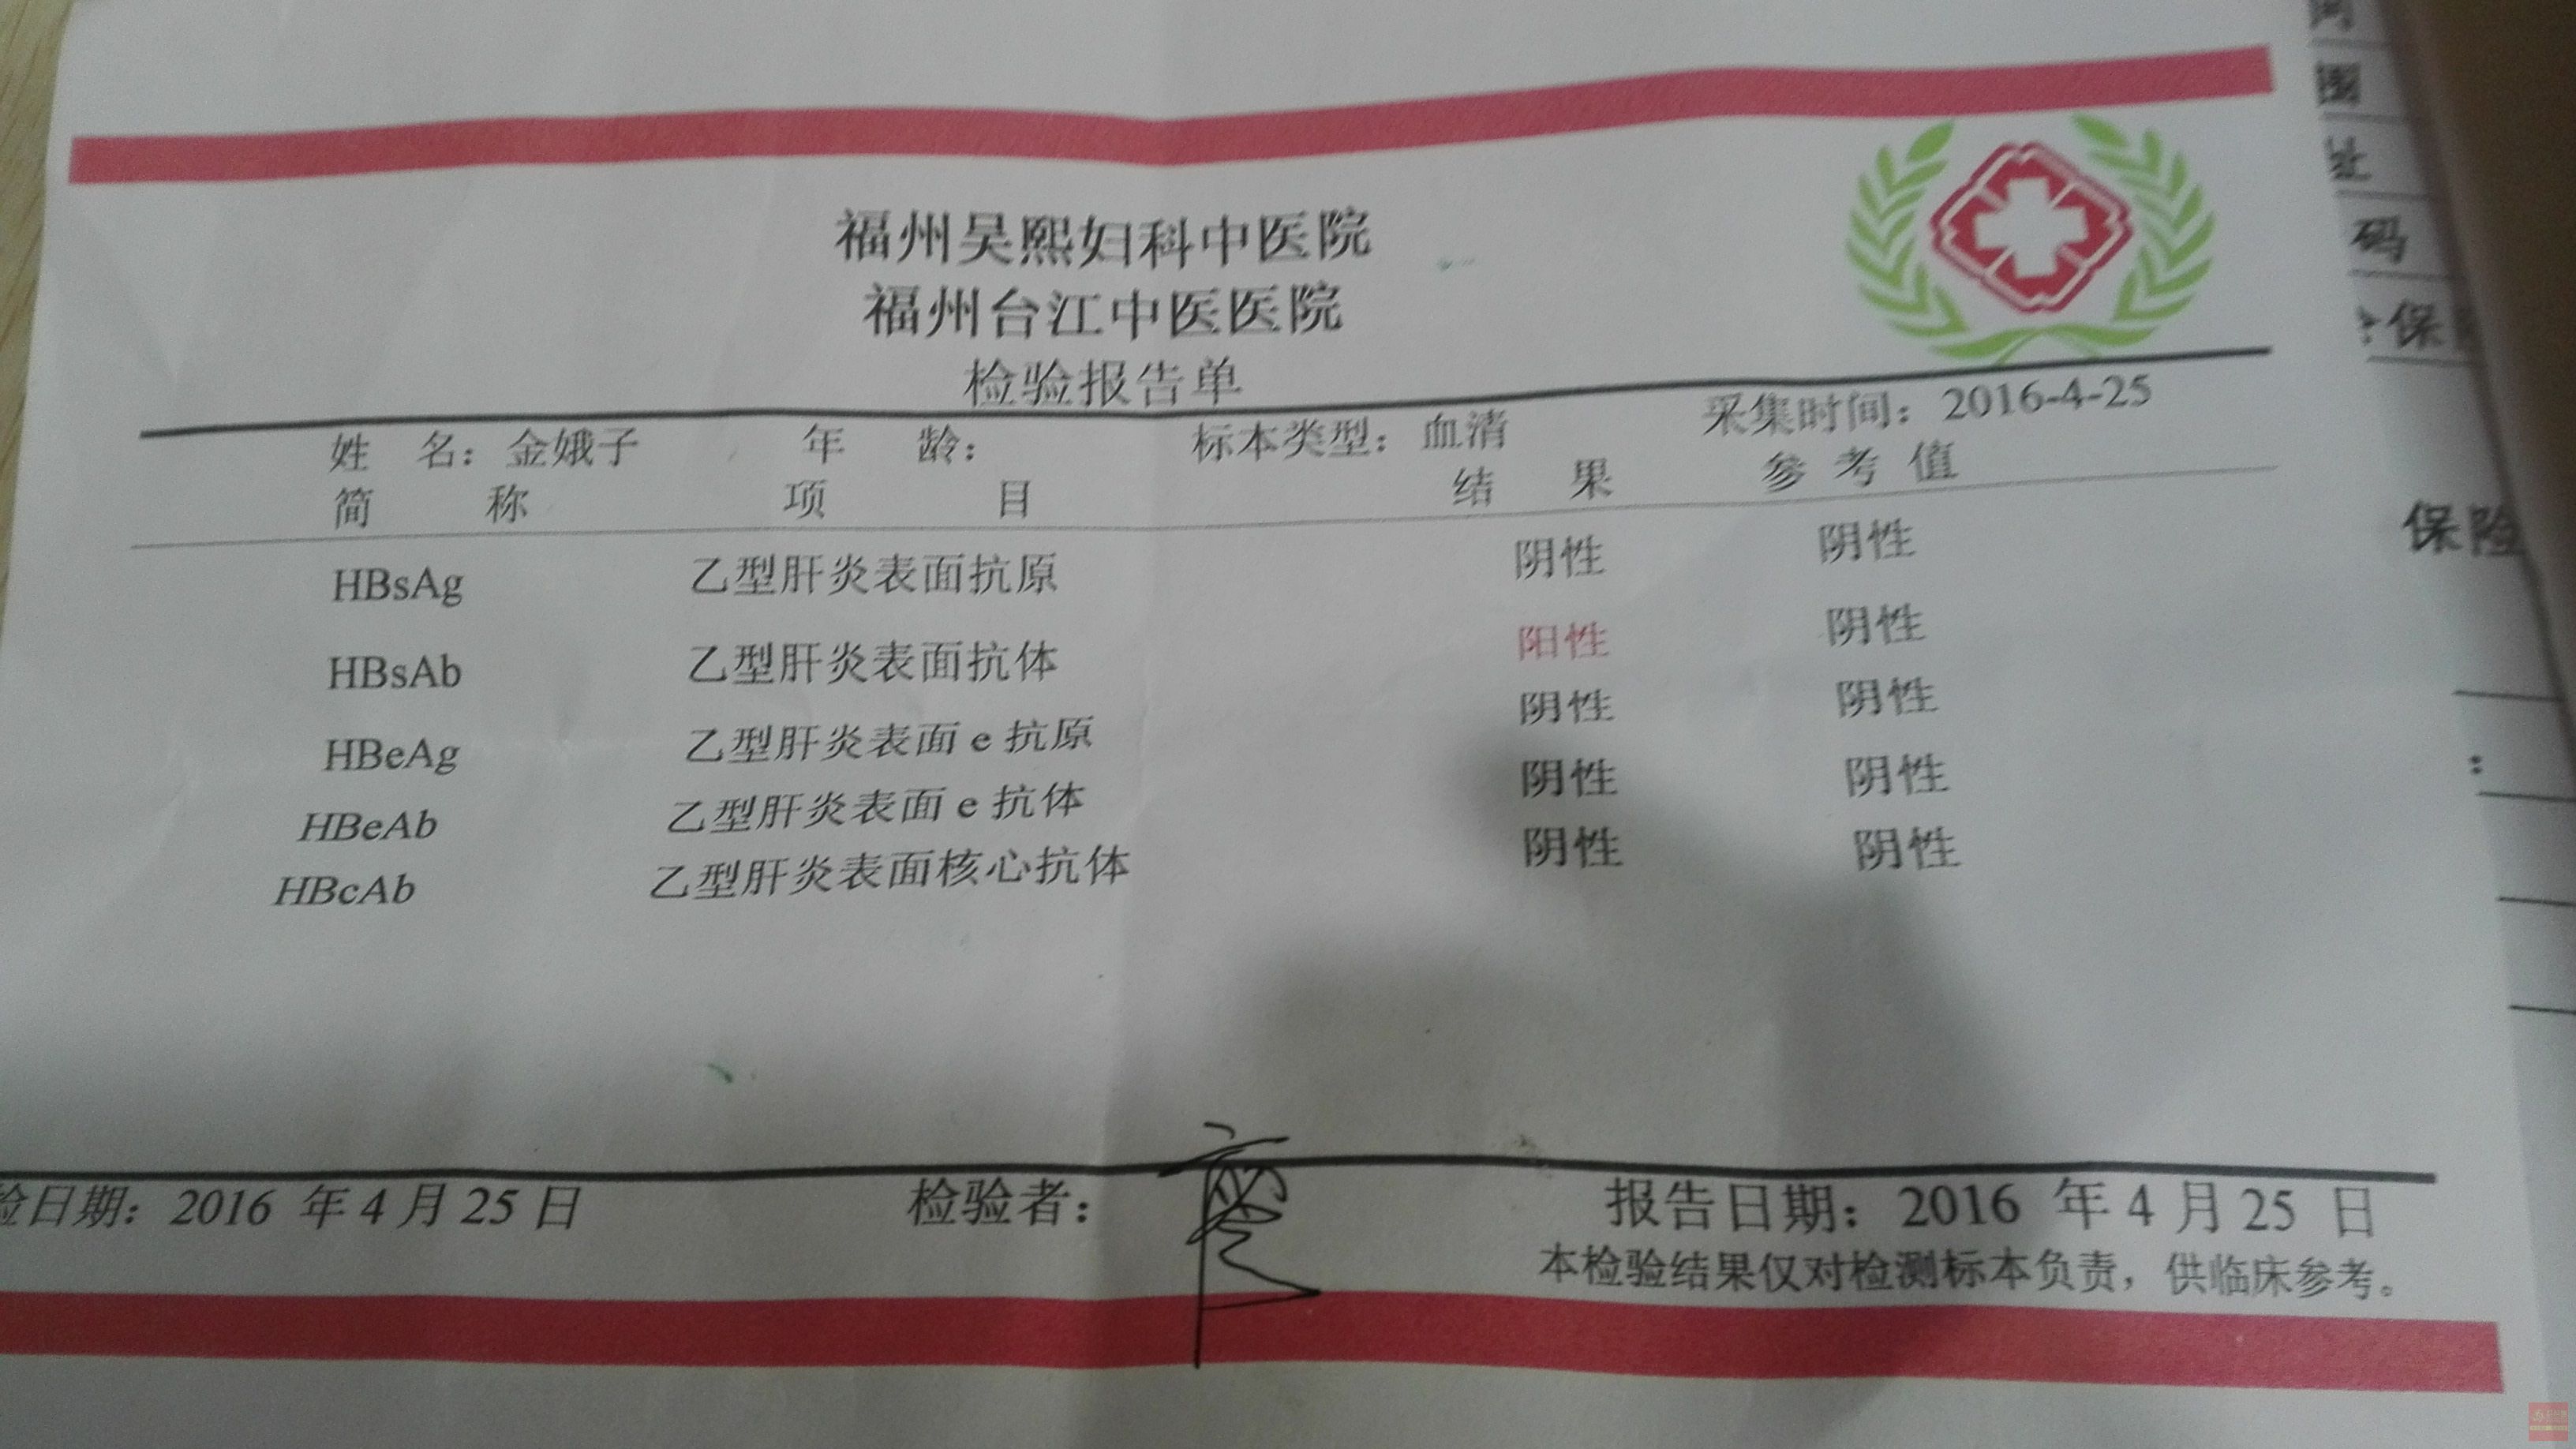 福州吴熙妇科中医院
福州台江中医医院
检验报告单
姓 名：金娥子 年 龄： 标本类型：血清 采集时间：2016-4-25
简 称 项 目 结 果 参 考 值
HBsAg 乙型肝炎表面抗原 阴性 阴性
HBsAb 乙型肝炎表面抗体 阳性 阴性
HBeAg 乙型肝炎表面 e 抗原 阴性 阴性
HBeAb 乙型肝炎表面 e 抗体 阴性 阴性
HBcAb 乙型肝炎表面核心抗体 阴性 阴性
检日期：2016 年 4 月 25 日 检验者： 报告日期：2016 年 4 月 25 日
本检验结果仅对检测标本负责，供临床参考。
址
码
保
保险
：